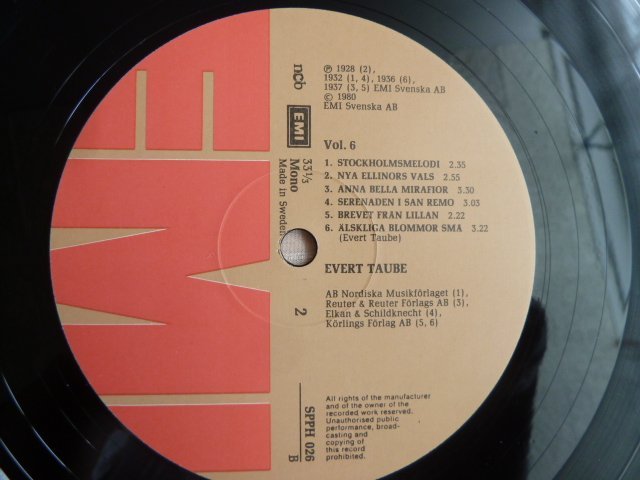 ncb
℗ 1928 (2),
1932 (1, 4), 1936 (6),
1937 (3, 5) EMI Svenska AB
© 1980
EMI Svenska AB
EMI
33⅓
Mono
Made in Sweden
Vol. 6
1. STOCKHOLMSMELODI 2.35
2. NYA ELLINORS VALS 2.55
3. ANNA BELLA MIRAFIOR 3.30
4. SERENADEN I SAN REMO 3.03
5. BREVET FRÅN LILLAN 2.22
6. ÄLSKLIGA BLOMMOR SMÅ 3.22
(Evert Taube)
EVERT TAUBE
AB Nordiska Musikförlaget (1),
Reuter & Reuter Förlags AB (3),
Elkan & Schildknecht (4),
Körlings Förlag AB (5, 6)
2
All rights of the manufacturer
and of the owner of the
recorded work reserved.
Unauthorised public
performance, broad-
casting and
copying of
this record
prohibited.
SPPH 026
B
EMI